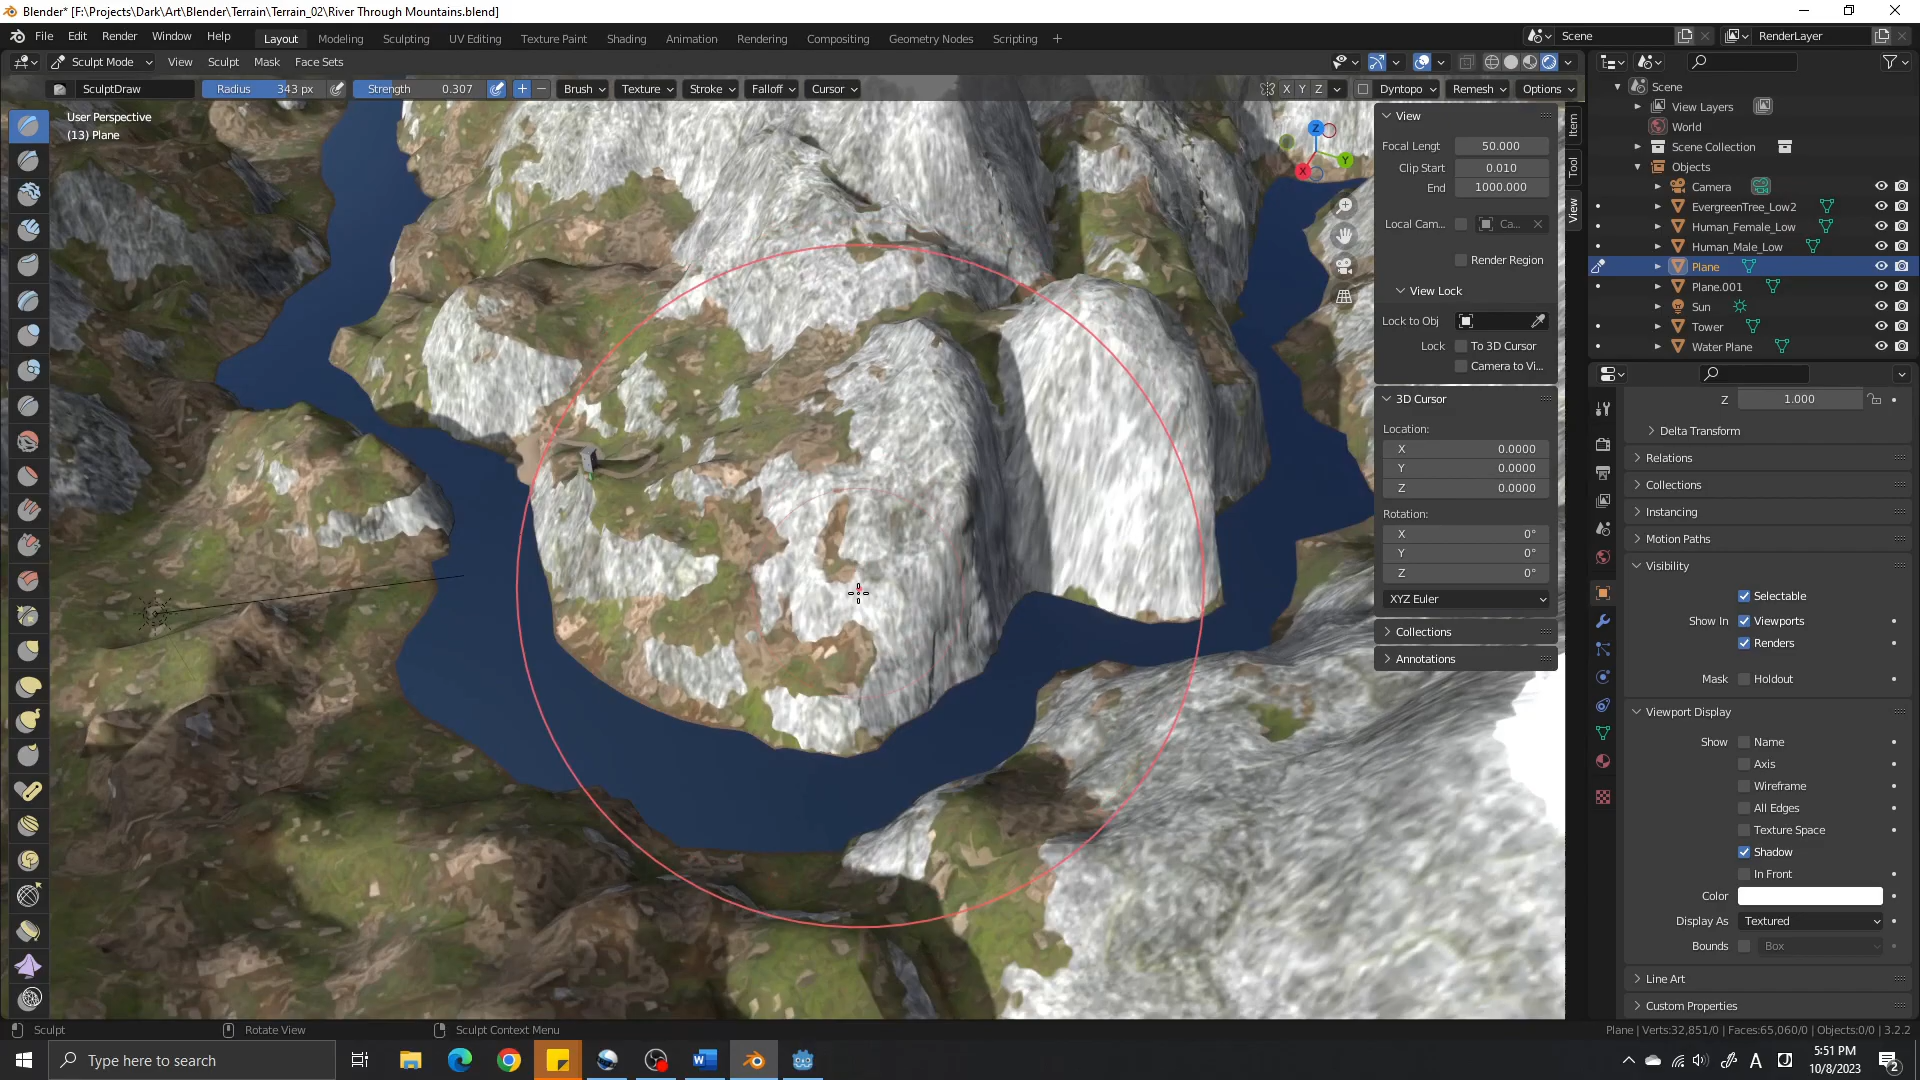 Blender* [F:\Projects\Dark\Art\Blender\Terrain\Terrain_02\River Through Mountains.blend]
File Edit Render Window Help
Layout Modeling Sculpting UV Editing Texture Paint Shading Animation Rendering Compositing Geometry Nodes Scripting +
Scene
RenderLayer
Sculpt Mode View Sculpt Mask Face Sets
SculptDraw Radius 343 px Strength 0.307 Brush Texture Stroke Falloff Cursor
X Y Z Dyntopo Remesh Options
User Perspective
(13) Plane
Z
Y
X
View
Focal Lengt 50.000
Clip Start 0.010
End 1000.000
Local Cam... Ca...
Render Region
View Lock
Lock to Obj
Lock To 3D Cursor
Camera to Vi...
3D Cursor
Location:
X 0.0000
Y 0.0000
Z 0.0000
Rotation:
X 0°
Y 0°
Z 0°
XYZ Euler
Collections
Annotations
Item
Tool
View
Scene
View Layers
World
Scene Collection
Objects
Camera
EvergreenTree_Low2
Human_Female_Low
Human_Male_Low
Plane
Plane.001
Sun
Tower
Water Plane
Z 1.000
Delta Transform
Relations
Collections
Instancing
Motion Paths
Visibility
Selectable
Show In Viewports
Renders
Mask Holdout
Viewport Display
Show Name
Axis
Wireframe
All Edges
Texture Space
Shadow
In Front
Color
Display As Textured
Bounds Box
Line Art
Custom Properties
Sculpt Rotate View Sculpt Context Menu
Plane | Verts:32,851/0 | Faces:65,060/0 | Objects:0/0 | 3.2.2
Type here to search
5:51 PM
10/8/2023
2